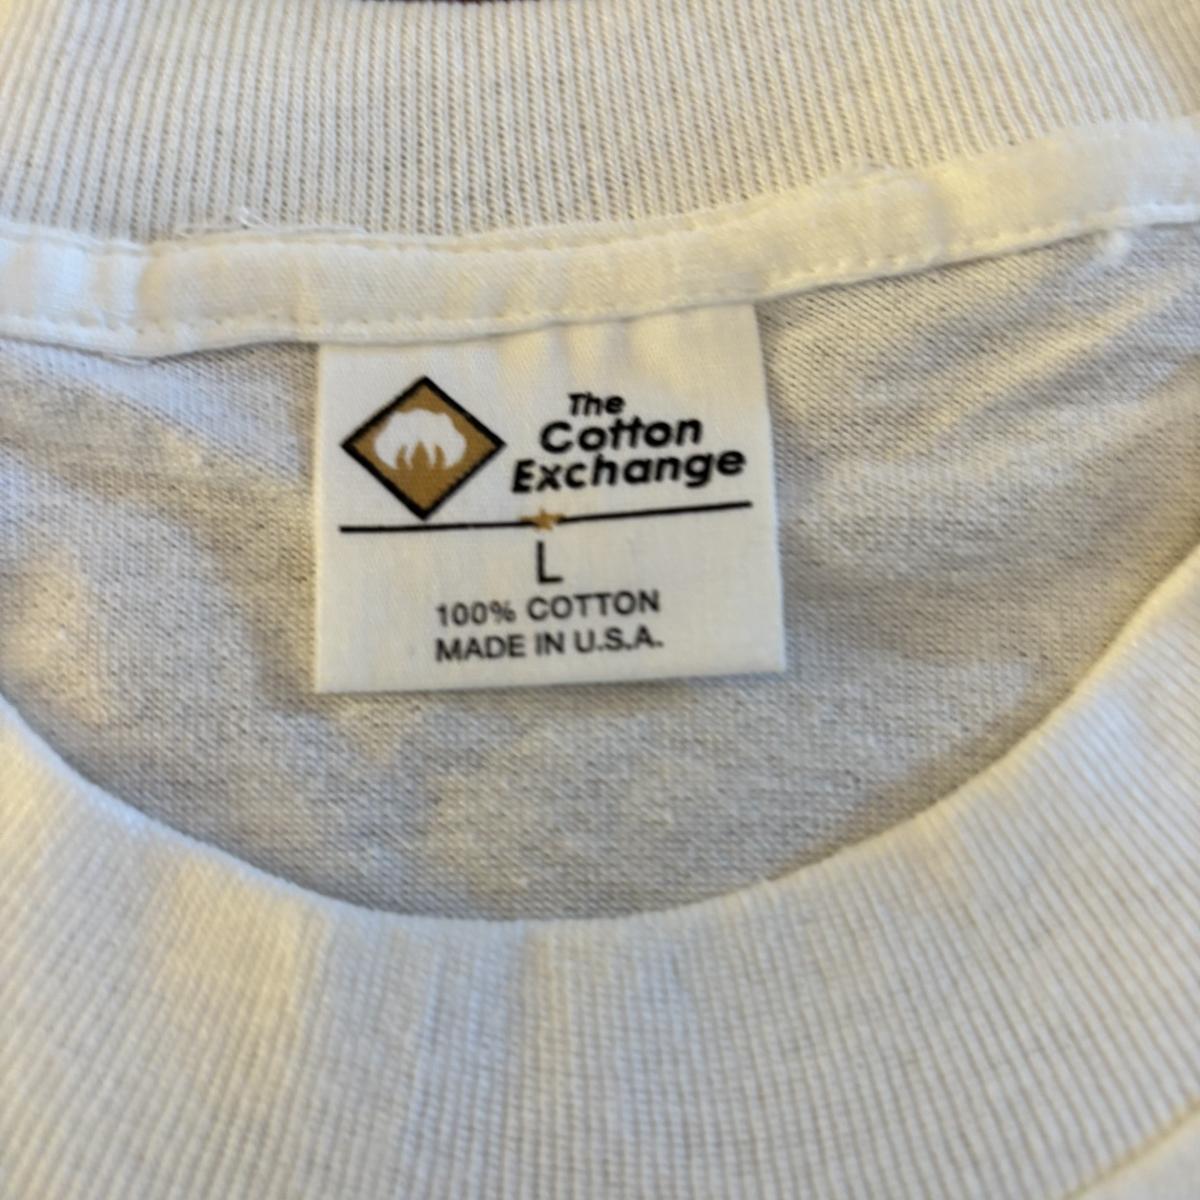 The
Cotton
Exchange
L
100% COTTON
MADE IN U.S.A.